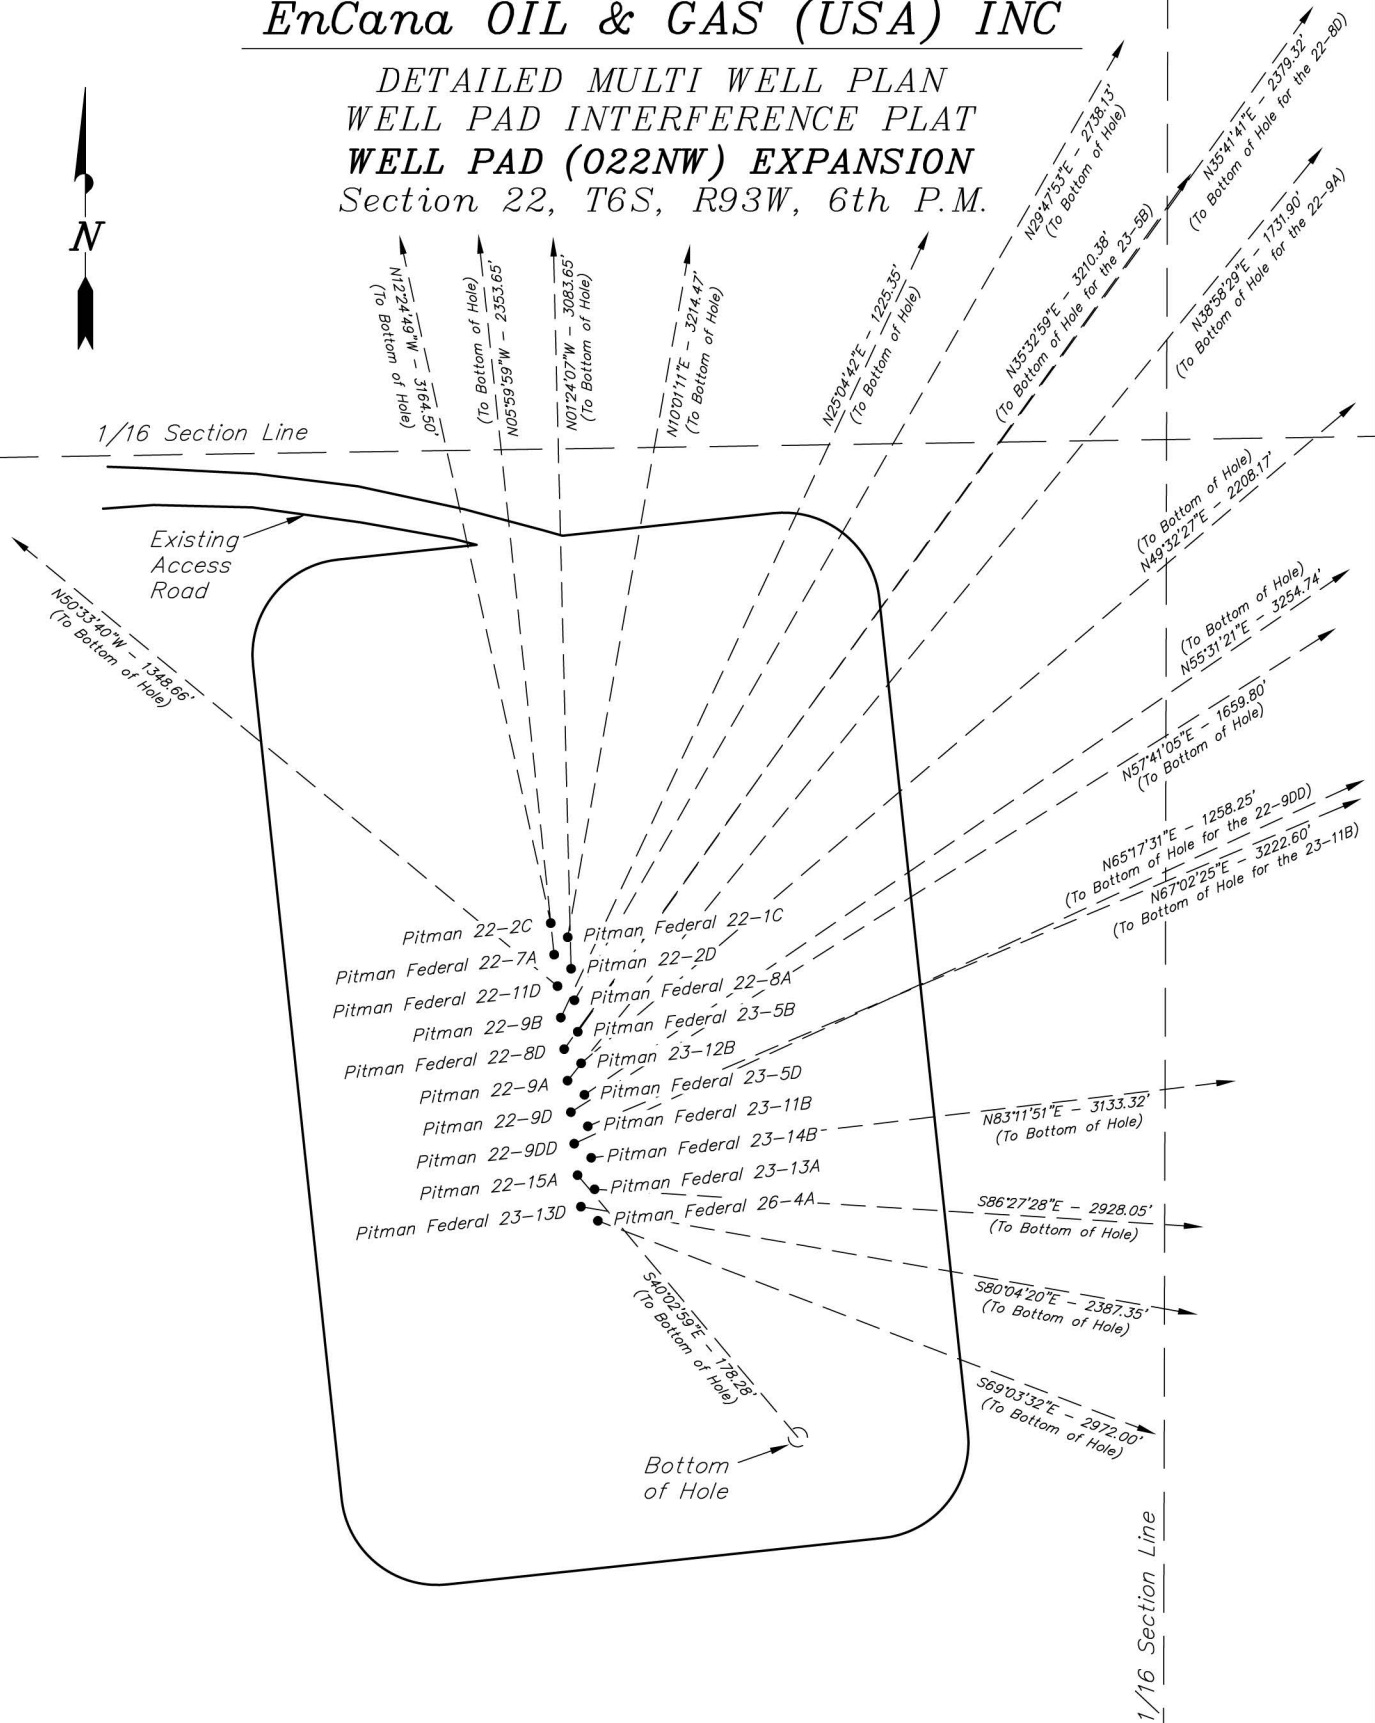 EnCana OIL & GAS (USA) INC
DETAILED MULTI WELL PLAN
WELL PAD INTERFERENCE PLAT
WELL PAD (O22NW) EXPANSION
Section 22, T6S, R93W, 6th P.M.
N
N12°24'49"W - 3164.50'
(To Bottom of Hole)
(To Bottom of Hole)
N05°59'59"W - 2353.65'
N01°24'07"W - 3083.65'
(To Bottom of Hole)
N10°01'11"E - 3214.47'
(To Bottom of Hole)
N25°04'42"E - 1225.35'
(To Bottom of Hole)
N29°47'53"E - 2738.13'
(To Bottom of Hole)
N35°32'59"E - 3210.38'
(To Bottom of Hole for the 23-5B)
N35°41'41"E - 2379.32'
(To Bottom of Hole for the 22-8D)
N38°58'29"E - 1731.90'
(To Bottom of Hole for the 22-9A)
1/16 Section Line
Existing
Access
Road
N50°33'40"W - 1348.66'
(To Bottom of Hole)
(To Bottom of Hole)
N49°32'27"E - 2208.17'
(To Bottom of Hole)
N55°31'21"E - 3254.74'
N57°41'05"E - 1659.80'
(To Bottom of Hole)
N65°17'31"E - 1258.25'
(To Bottom of Hole for the 22-9DD)
N67°02'25"E - 3222.60'
(To Bottom of Hole for the 23-11B)
Pitman 22-2C
Pitman Federal 22-1C
Pitman Federal 22-7A
Pitman 22-2D
Pitman Federal 22-11D
Pitman Federal 22-8A
Pitman 22-9B
Pitman Federal 23-5B
Pitman Federal 22-8D
Pitman 23-12B
Pitman 22-9A
Pitman Federal 23-5D
Pitman 22-9D
Pitman Federal 23-11B
Pitman 22-9DD
Pitman Federal 23-14B
Pitman 22-15A
Pitman Federal 23-13A
Pitman Federal 23-13D
Pitman Federal 26-4A
N83°11'51"E - 3133.32'
(To Bottom of Hole)
S86°27'28"E - 2928.05'
(To Bottom of Hole)
S80°04'20"E - 2387.35'
(To Bottom of Hole)
S69°03'32"E - 2972.00'
(To Bottom of Hole)
S40°02'59"E - 178.28'
(To Bottom of Hole)
Bottom
of Hole
1/16 Section Line